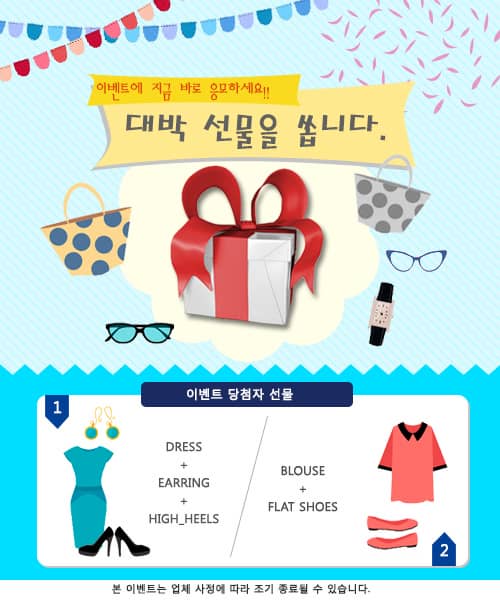 이벤트에 지금 바로 응모하세요!!
대박 선물을 쏩니다.
이벤트 당첨자 선물
1
DRESS
+
EARRING
+
HIGH_HEELS
BLOUSE
+
FLAT SHOES
2
본 이벤트는 업체 사정에 따라 조기 종료될 수 있습니다.